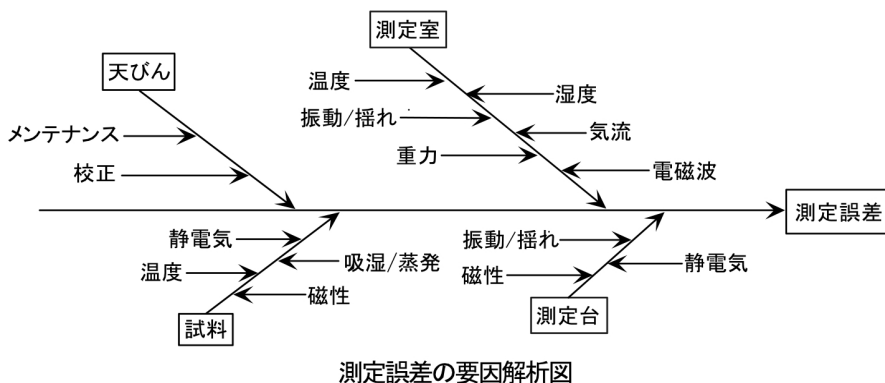 測定室
天びん
温度
湿度
振動/揺れ
気流
メンテナンス
重力
校正
電磁波
測定誤差
静電気
吸湿/蒸発
温度
磁性
試料
振動/揺れ
静電気
磁性
測定台
測定誤差の要因解析図